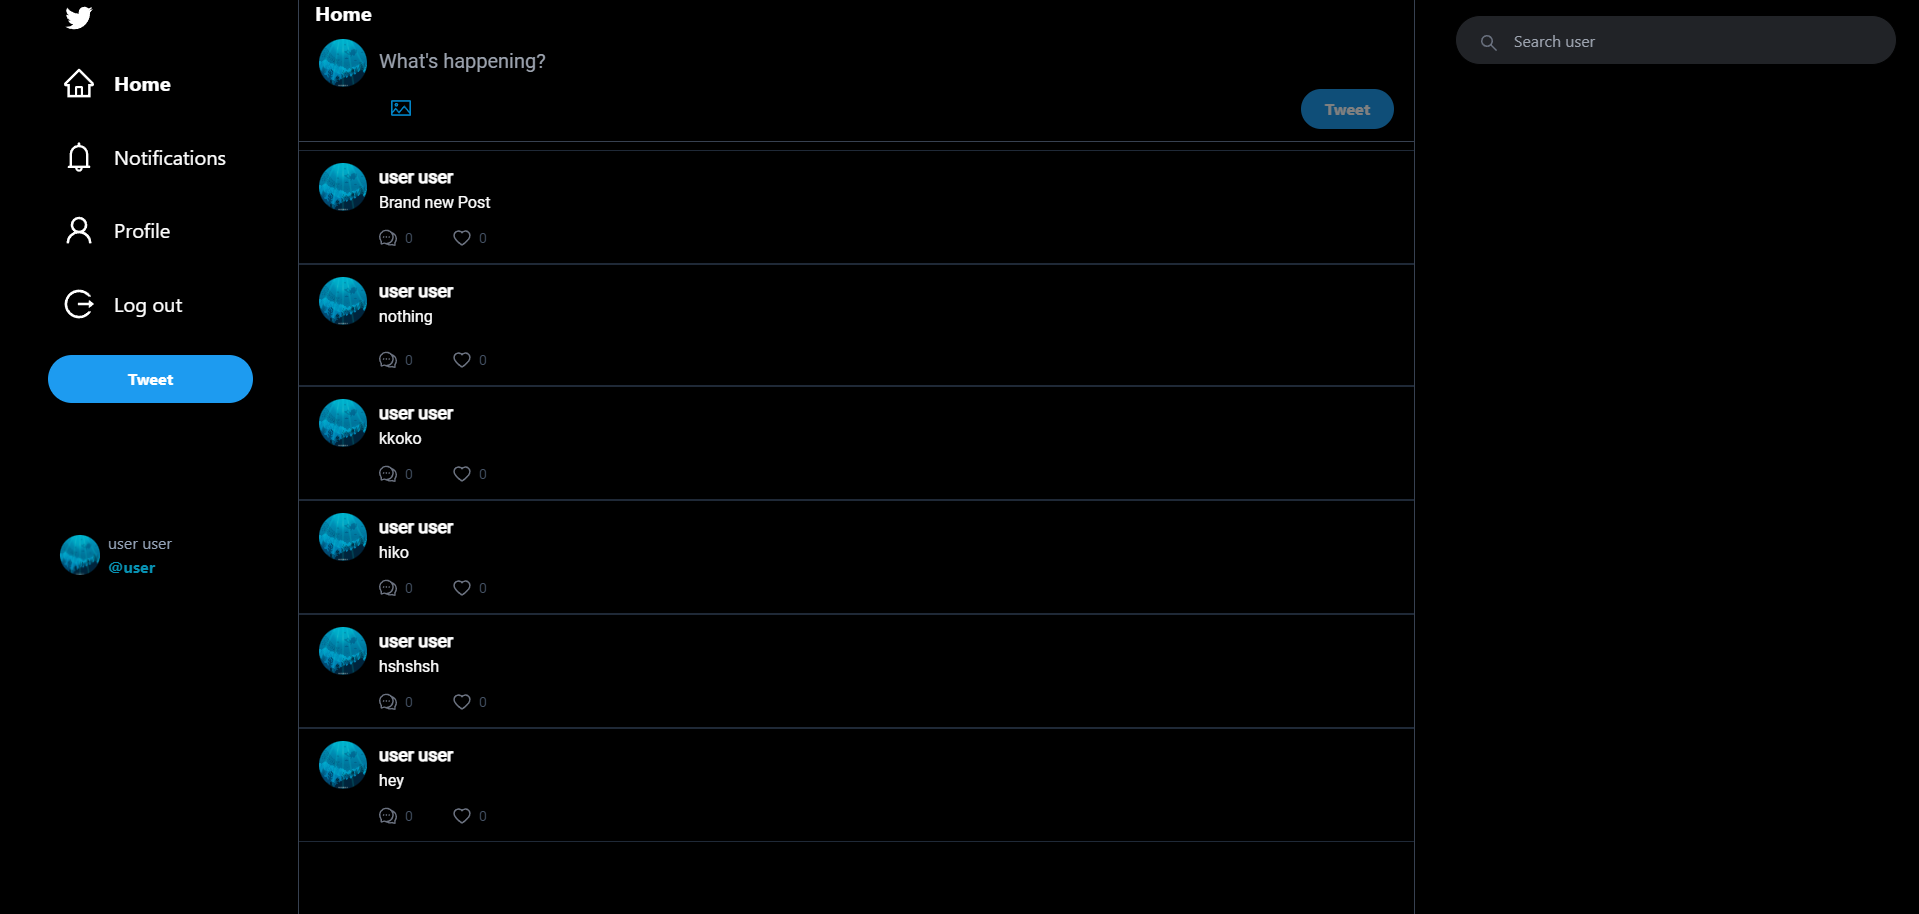 Home
Notifications
Profile
Log out
Tweet
user user
@user
Home
What's happening?
Tweet
user user
Brand new Post
0 0
user user
nothing
0 0
user user
kkoko
0 0
user user
hiko
0 0
user user
hshshsh
0 0
user user
hey
0 0
Search user